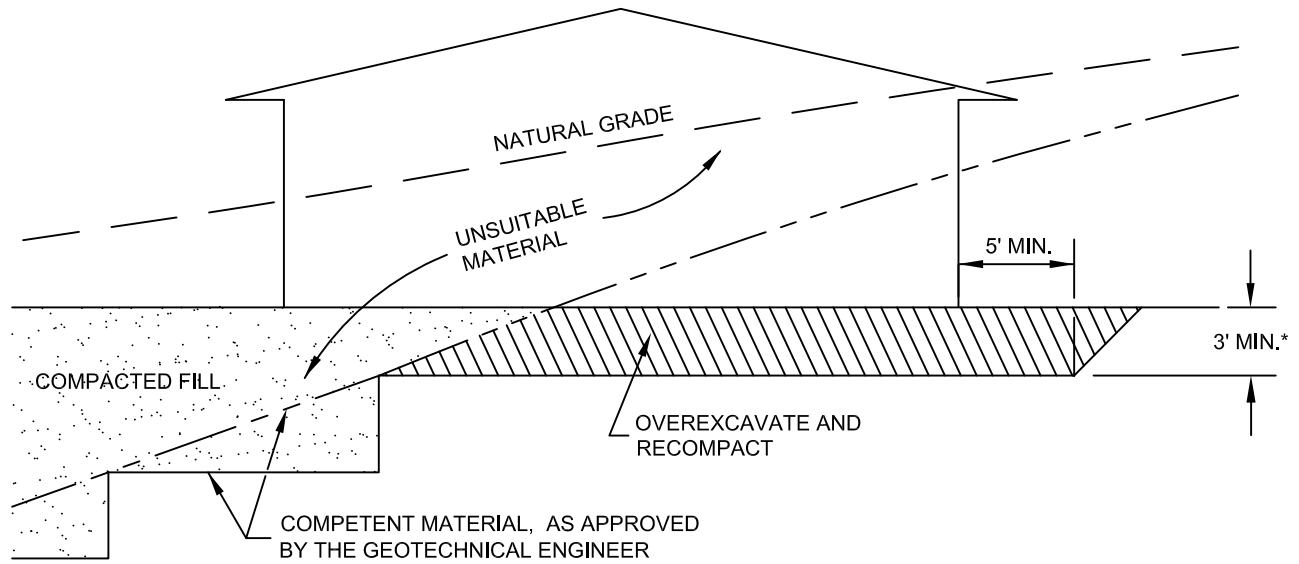 NATURAL GRADE
UNSUITABLE
MATERIAL
5' MIN.
3' MIN.*
COMPACTED FILL
OVEREXCAVATE AND
RECOMPACT
COMPETENT MATERIAL, AS APPROVED
BY THE GEOTECHNICAL ENGINEER